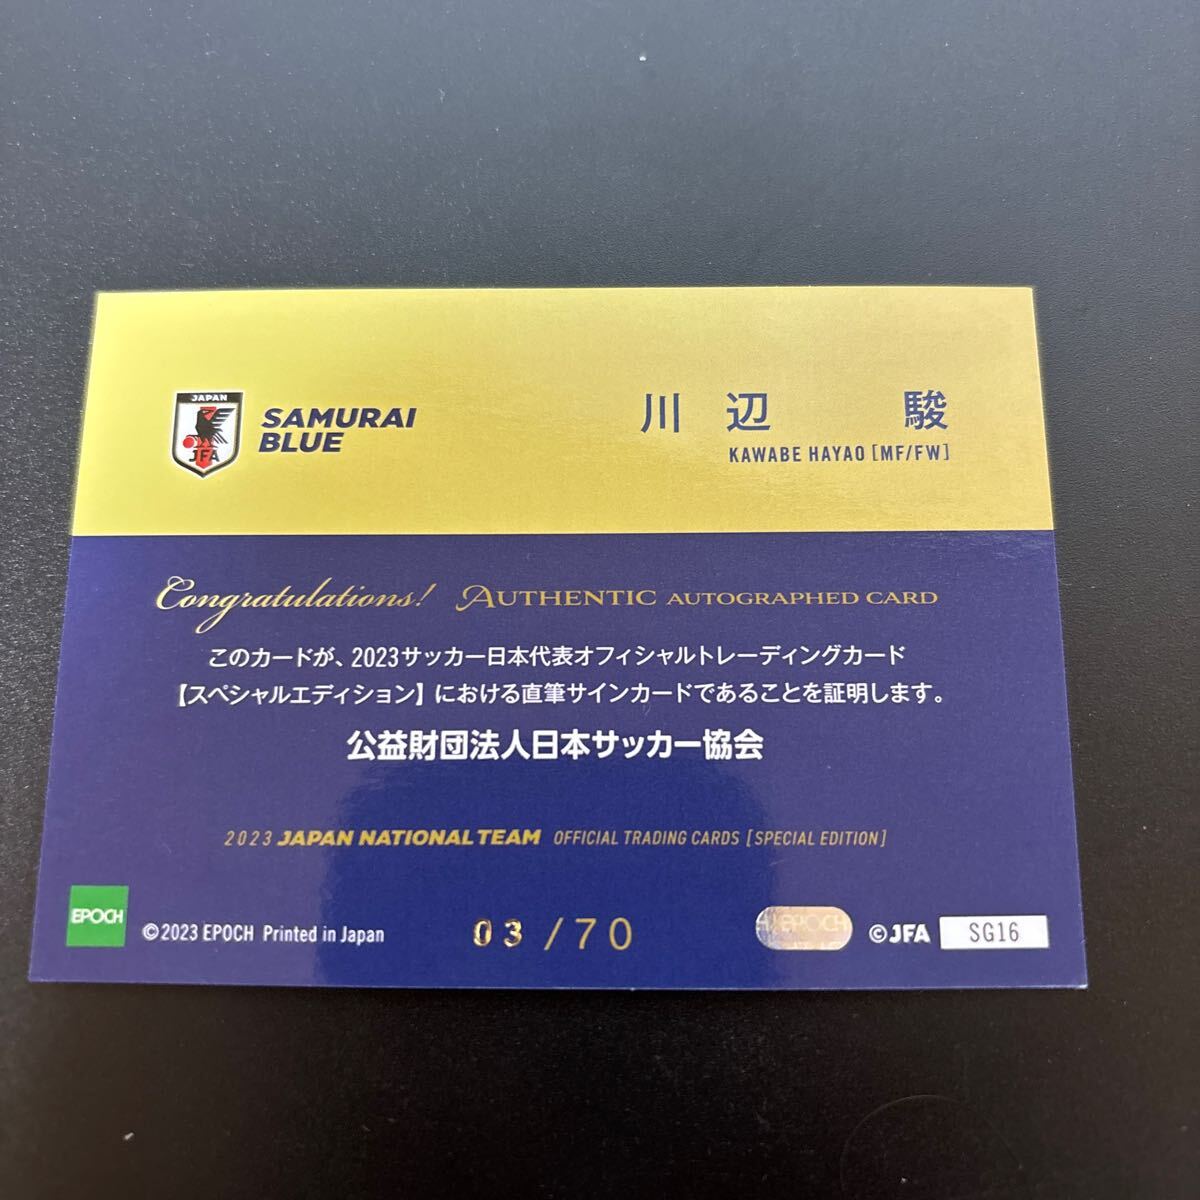 JAPAN
JFA
SAMURAI
BLUE
川辺 駿
KAWABE HAYAO [MF/FW]
Congratulations! AUTHENTIC AUTOGRAPHED CARD
このカードが、2023サッカー日本代表オフィシャルトレーディングカード
【スペシャルエディション】における直筆サインカードであることを証明します。
公益財団法人日本サッカー協会
2023 JAPAN NATIONAL TEAM OFFICIAL TRADING CARDS [SPECIAL EDITION]
EPOCH
©2023 EPOCH Printed in Japan
03 /70
EPOCH
©JFA
SG16